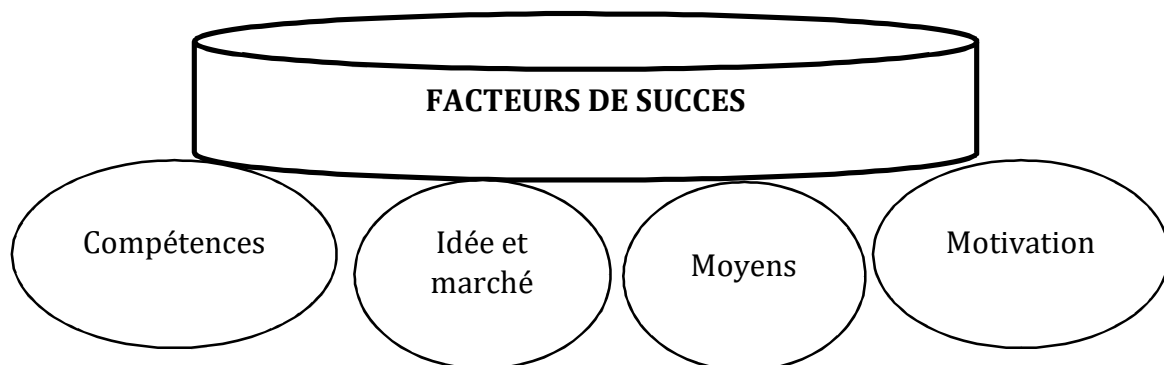 FACTEURS DE SUCCES
Compétences
Idée et
marché
Moyens
Motivation